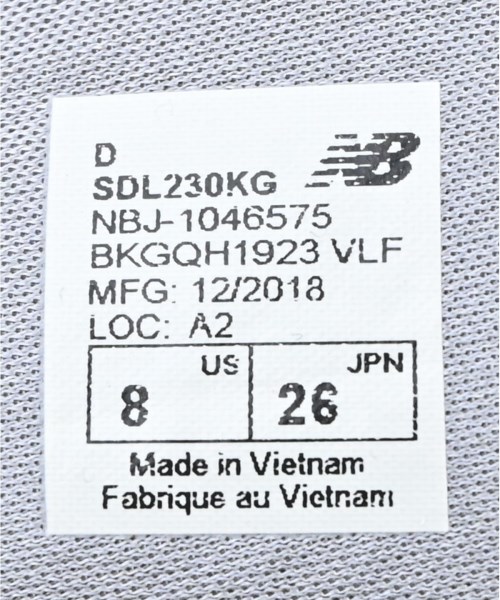 D
NB
SDL230KG
NBJ-1046575
BKGQH1923 VLF
MFG: 12/2018
LOC: A2
US JPN
8 26
Made in Vietnam
Fabrique au Vietnam